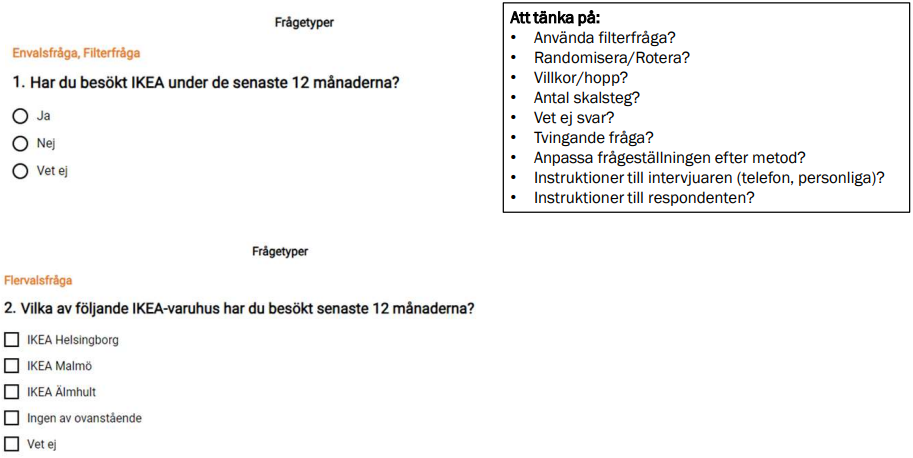 Frågetyper
Envalsfråga, Filterfråga
1. Har du besökt IKEA under de senaste 12 månaderna?
Ja
Nej
Vet ej
Att tänka på:
• Använda filterfråga?
• Randomisera/Rotera?
• Villkor/hopp?
• Antal skalsteg?
• Vet ej svar?
• Tvingande fråga?
• Anpassa frågeställningen efter metod?
• Instruktioner till intervjuaren (telefon, personliga)?
• Instruktioner till respondenten?
Frågetyper
Flervalsfråga
2. Vilka av följande IKEA-varuhus har du besökt senaste 12 månaderna?
IKEA Helsingborg
IKEA Malmö
IKEA Älmhult
Ingen av ovanstående
Vet ej